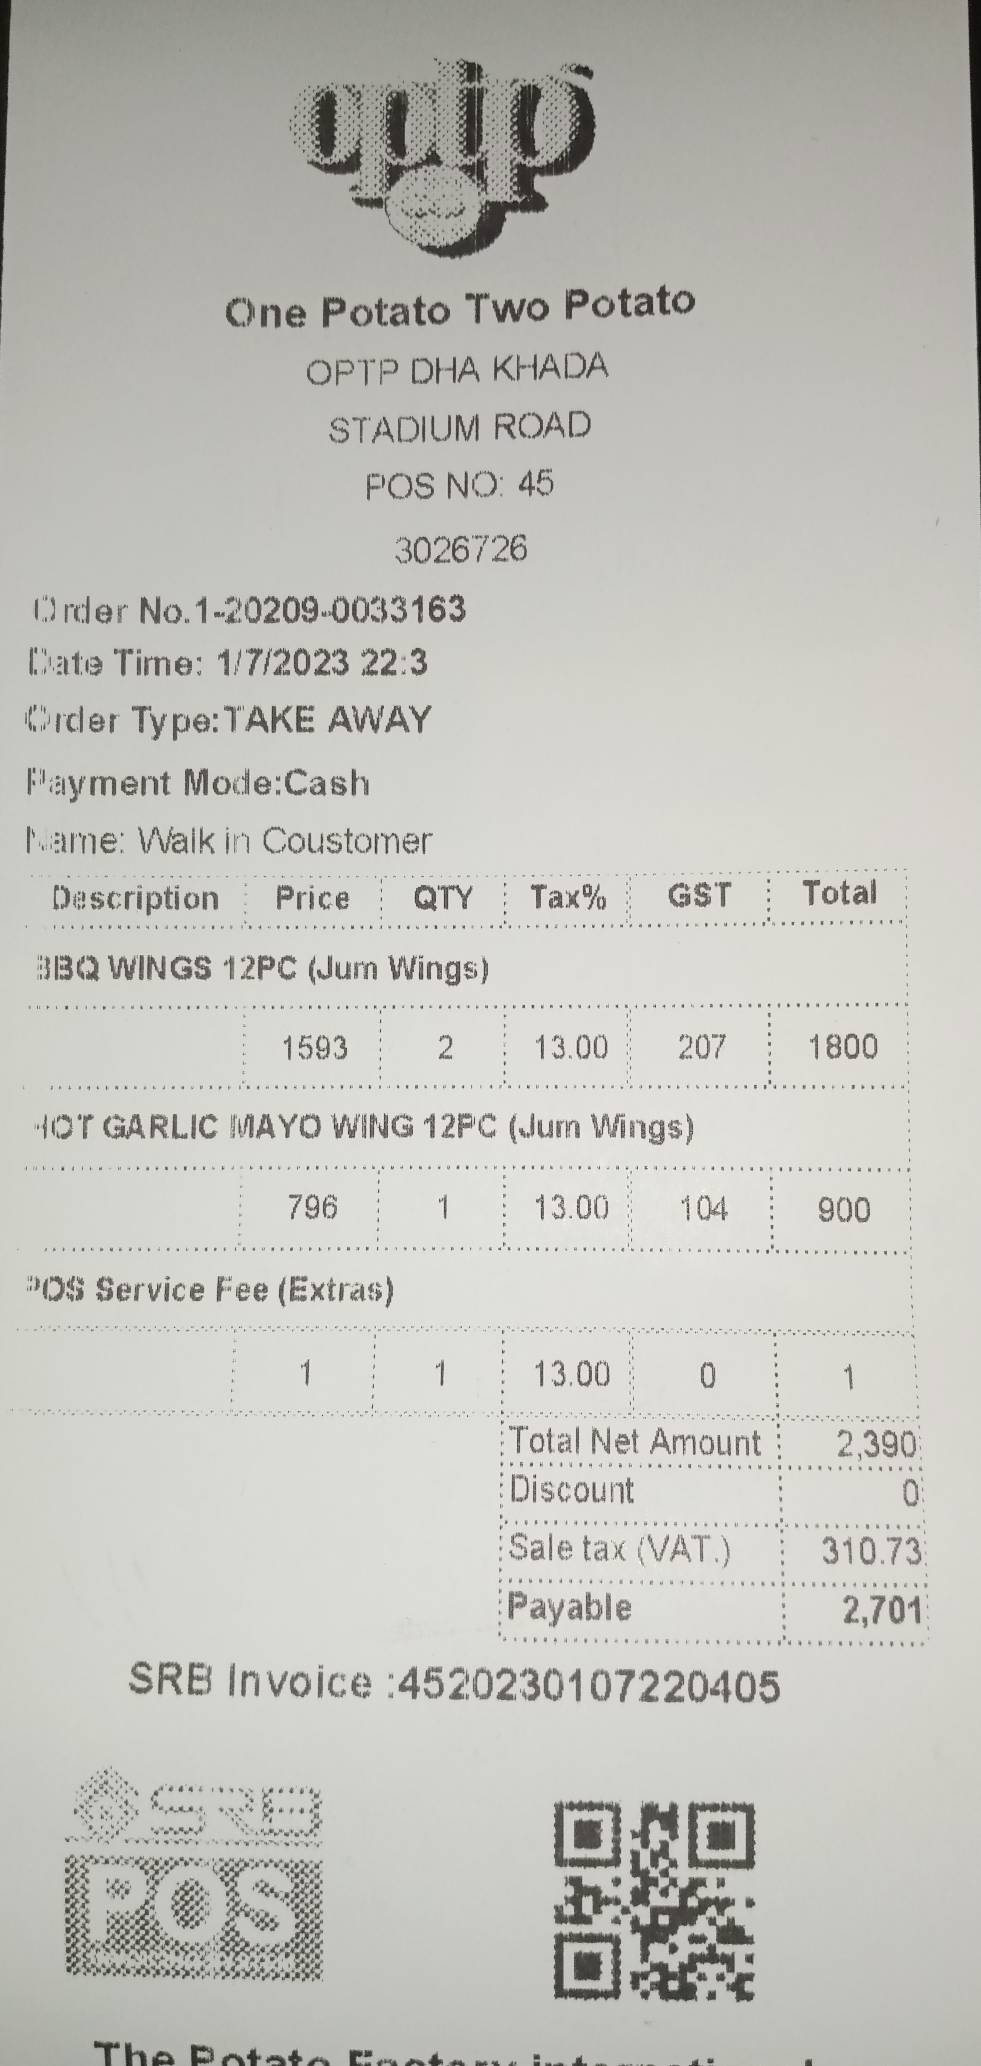 optp
One Potato Two Potato
OPTP DHA KHADA
STADIUM ROAD
POS NO: 45
3026726
Order No.1-20209-0033163
Date Time: 1/7/2023 22:3
Order Type:TAKE AWAY
Payment Mode:Cash
Name: Walk in Coustomer
Description Price QTY Tax% GST Total
BBQ WINGS 12PC (Jum Wings)
1593 2 13.00 207 1800
HOT GARLIC MAYO WING 12PC (Jum Wings)
796 1 13.00 104 900
POS Service Fee (Extras)
1 1 13.00 0 1
Total Net Amount 2,390
Discount 0
Sale tax (VAT.) 310.73
Payable 2,701
SRB Invoice :4520230107220405
SRB
POS
The Potato Factory